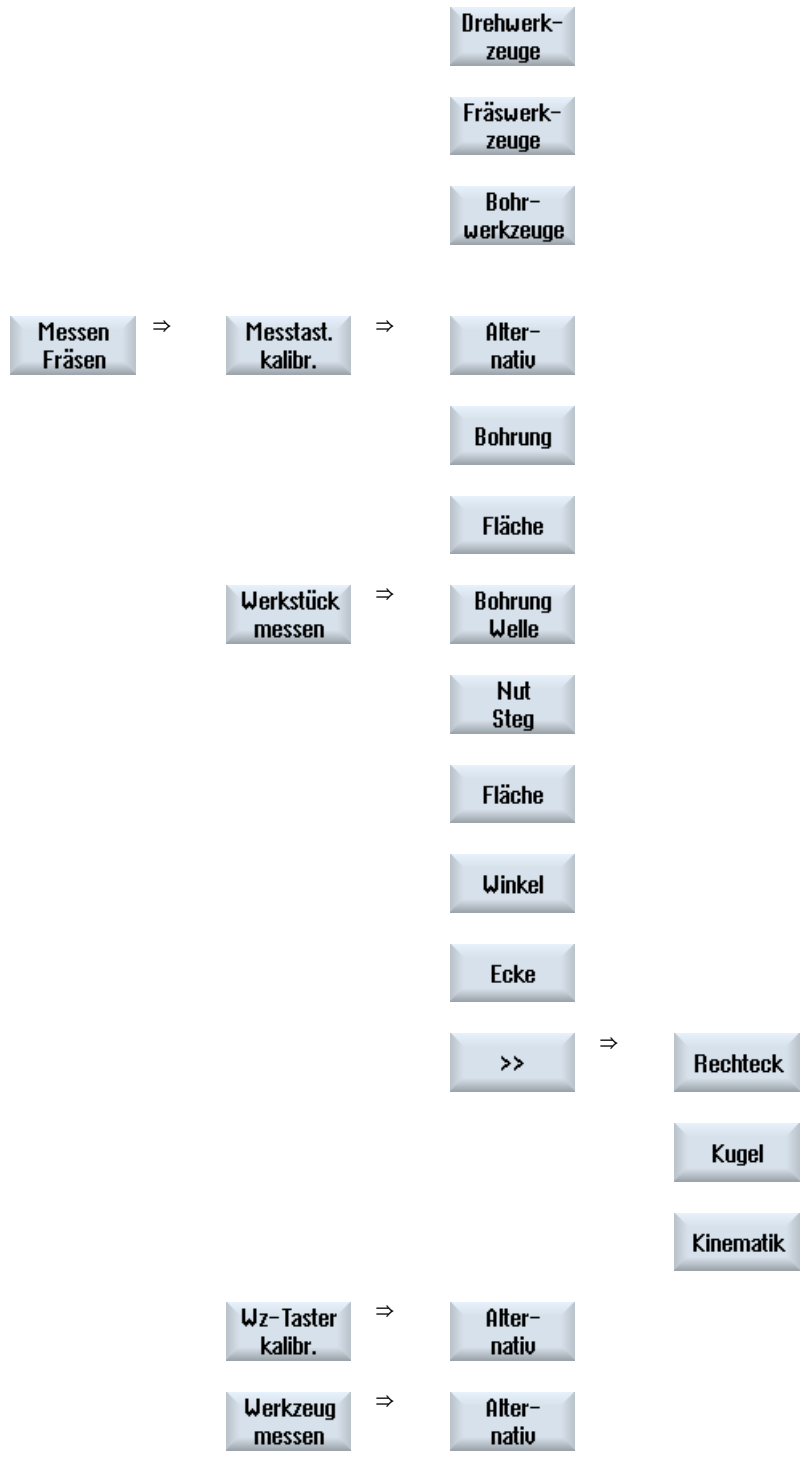 Drehwerk-
zeuge
Fräswerk-
zeuge
Bohr-
werkzeuge
Messen
Fräsen
⇒
Messtast.
kalibr.
⇒
Alter-
nativ
Bohrung
Fläche
Werkstück
messen
⇒
Bohrung
Welle
Nut
Steg
Fläche
Winkel
Ecke
>>
⇒
Rechteck
Kugel
Kinematik
Wz-Taster
kalibr.
⇒
Alter-
nativ
Werkzeug
messen
⇒
Alter-
nativ